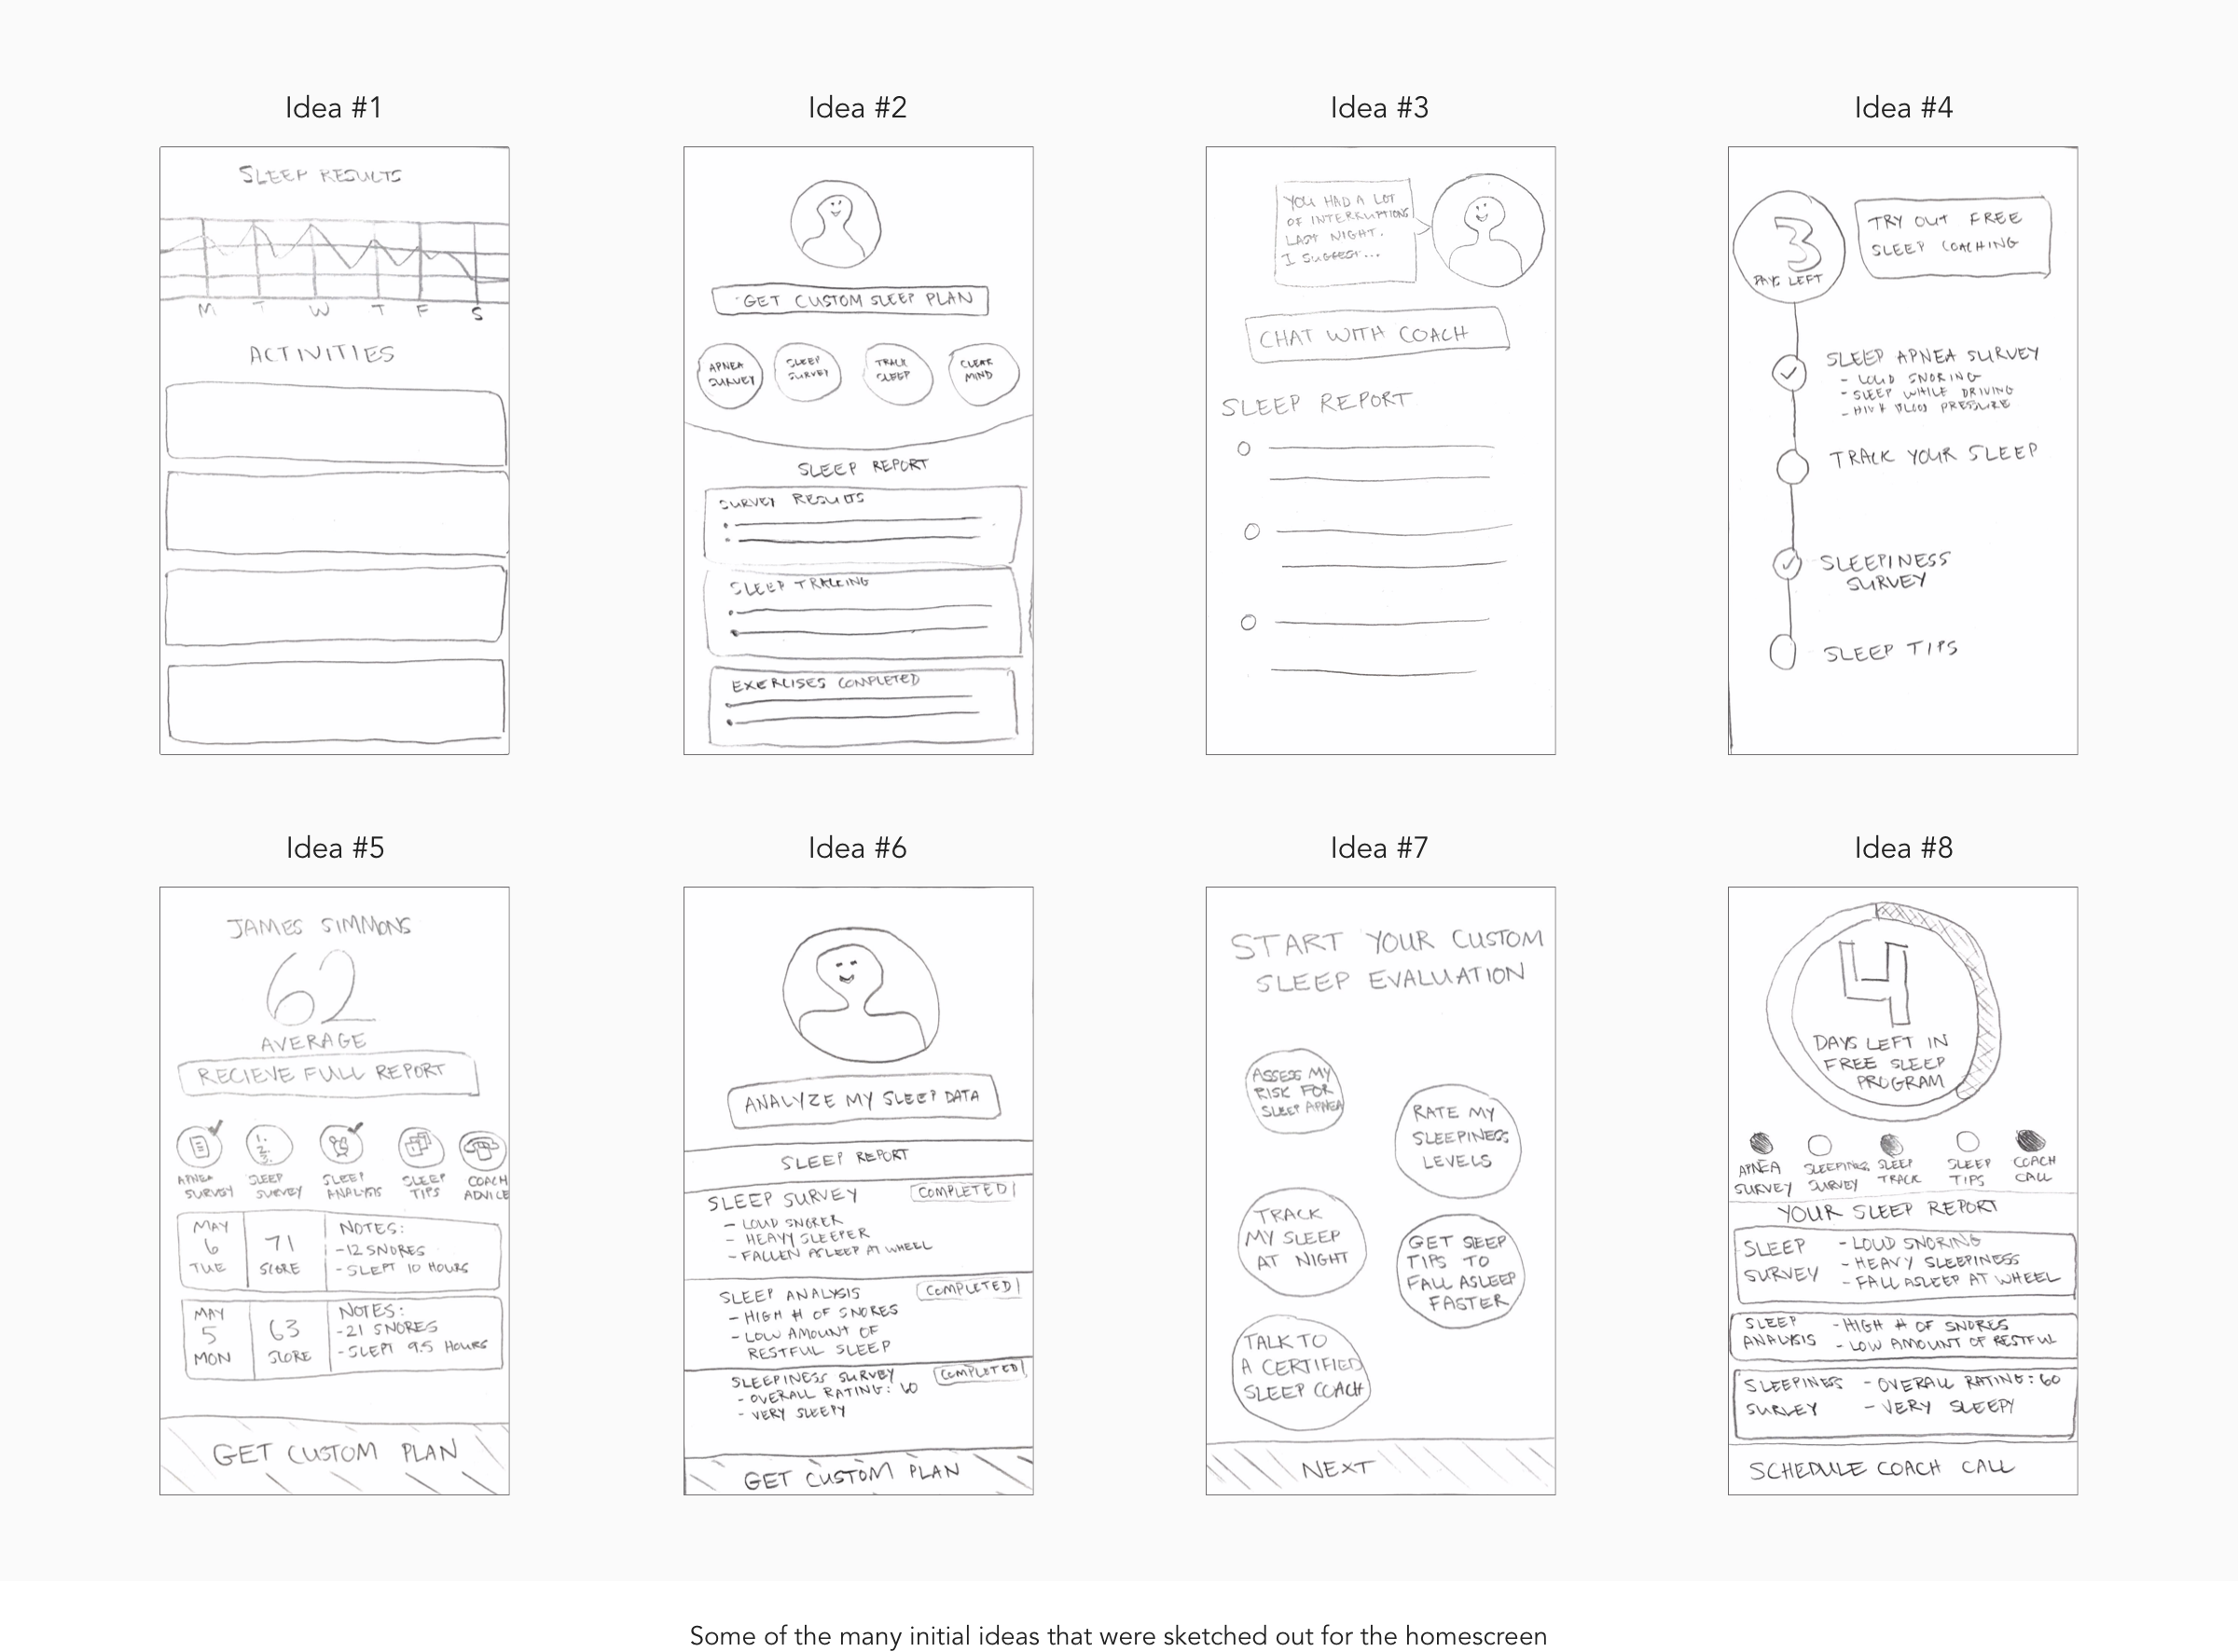 Idea #1
SLEEP RESULTS
M T W T F S
ACTIVITIES
Idea #2
GET CUSTOM SLEEP PLAN
APNEA
SURVEY
SLEEP
SURVEY
TRACK
SLEEP
CLEAR
MIND
SLEEP REPORT
SURVEY RESULTS
SLEEP TRACKING
EXERCISES COMPLETED
Idea #3
YOU HAD A LOT
OF INTERRUPTIONS
LAST NIGHT.
I SUGGEST...
CHAT WITH COACH
SLEEP REPORT
Idea #4
3
DAYS LEFT
TRY OUT FREE
SLEEP COACHING
SLEEP APNEA SURVEY
- LOUD SNORING
- SLEEP WHILE DRIVING
- BLOOD PRESSURE
TRACK YOUR SLEEP
SLEEPINESS
SURVEY
SLEEP TIPS
Idea #5
JAMES SIMMONS
62
AVERAGE
RECIEVE FULL REPORT
APNEA
SURVEY
SLEEP
SURVEY
SLEEP
ANALYSIS
SLEEP
TIPS
COACH
ADVICE
MAY
6
TUE
71
SCORE
NOTES:
-12 SNORES
-SLEPT 10 HOURS
MAY
5
MON
63
SCORE
NOTES:
-21 SNORES
-SLEPT 9.5 HOURS
GET CUSTOM PLAN
Idea #6
ANALYZE MY SLEEP DATA
SLEEP REPORT
SLEEP SURVEY
COMPLETED!
- LOUD SNORER
- HEAVY SLEEPER
- FALLEN ASLEEP AT WHEEL
SLEEP ANALYSIS
COMPLETED!
- HIGH # OF SNORES
- LOW AMOUNT OF
RESTFUL SLEEP
SLEEPINESS SURVEY
COMPLETED!
- OVERALL RATING: 60
- VERY SLEEPY
GET CUSTOM PLAN
Idea #7
START YOUR CUSTOM
SLEEP EVALUATION
ASSESS MY
RISK FOR
SLEEP APNEA
RATE MY
SLEEPINESS
LEVELS
TRACK
MY SLEEP
AT NIGHT
GET SLEEP
TIPS TO
FALL ASLEEP
FASTER
TALK TO
A CERTIFIED
SLEEP COACH
NEXT
Idea #8
4
DAYS LEFT IN
FREE SLEEP
PROGRAM
APNEA
SURVEY
SLEEPINESS
SURVEY
SLEEP
TRACK
SLEEP
TIPS
COACH
CALL
YOUR SLEEP REPORT
SLEEP
SURVEY
- LOUD SNORING
- HEAVY SLEEPINESS
- FALL ASLEEP AT WHEEL
SLEEP
ANALYSIS
- HIGH # OF SNORES
- LOW AMOUNT OF RESTFUL
SLEEPINESS
SURVEY
- OVERALL RATING: 60
- VERY SLEEPY
SCHEDULE COACH CALL
Some of the many initial ideas that were sketched out for the homescreen